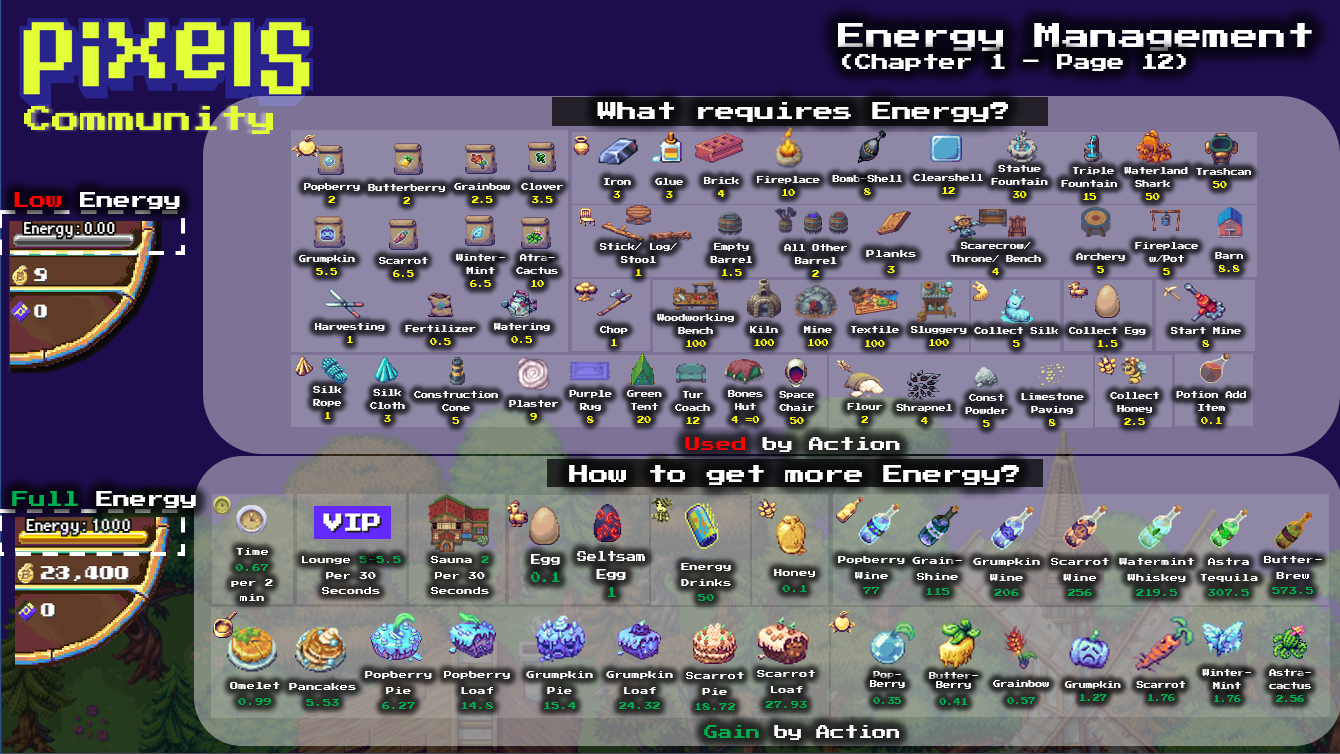 pixels
Community
Energy Management
(Chapter 1 - Page 12)
What requires Energy?
Popberry
2
Butterberry
2
Grainbow
2.5
Clover
3.5
Iron
3
Glue
3
Brick
4
Fireplace
10
Bomb-Shell
8
Clearshell
12
Statue
Fountain
30
Triple
Fountain
15
Waterland
Shark
50
Trashcan
50
Low Energy
Energy: 0.00
9
0
Grumpkin
5.5
Scarrot
6.5
Winter-
Mint
6.5
Atra-
Cactus
10
Stick/ Log/
Stool
1
Empty
Barrel
1.5
All Other
Barrel
2
Planks
3
Scarecrow/
Throne/ Bench
4
Archery
5
Fireplace
w/Pot
5
Barn
8.8
Harvesting
1
Fertilizer
0.5
Watering
0.5
Chop
1
Woodworking
Bench
100
Kiln
100
Mine
100
Textile
100
Sluggery
100
Collect Silk
5
Collect Egg
1.5
Start Mine
8
Silk
Rope
1
Silk
Cloth
3
Construction
Cone
5
Plaster
9
Purple
Rug
8
Green
Tent
20
Tur
Coach
12
Bones
Hut
4 =0
Space
Chair
50
Flour
2
Shrapnel
4
Const
Powder
5
Limestone
Paving
8
Collect
Honey
2.5
Potion Add
Item
0.1
Used by Action
How to get more Energy?
Full Energy
Energy: 1000
23,400
0
Time
0.67
per 2
min
VIP
Lounge 5-5.5
Per 30
Seconds
Sauna 2
Per 30
Seconds
Egg
0.1
Seltsam
Egg
1
Energy
Drinks
50
Honey
0.1
Popberry
Wine
77
Grain-
Shine
115
Grumpkin
Wine
206
Scarrot
Wine
256
Watermint
Whiskey
219.5
Astra
Tequila
307.5
Butter-
Brew
573.5
Omelet
0.99
Pancakes
5.53
Popberry
Pie
6.27
Popberry
Loaf
14.8
Grumpkin
Pie
15.4
Grumpkin
Loaf
24.32
Scarrot
Pie
18.72
Scarrot
Loaf
27.93
Pop-
Berry
0.35
Butter-
Berry
0.41
Grainbow
0.57
Grumpkin
1.27
Scarrot
1.76
Winter-
Mint
1.76
Astra-
cactus
2.56
Gain by Action